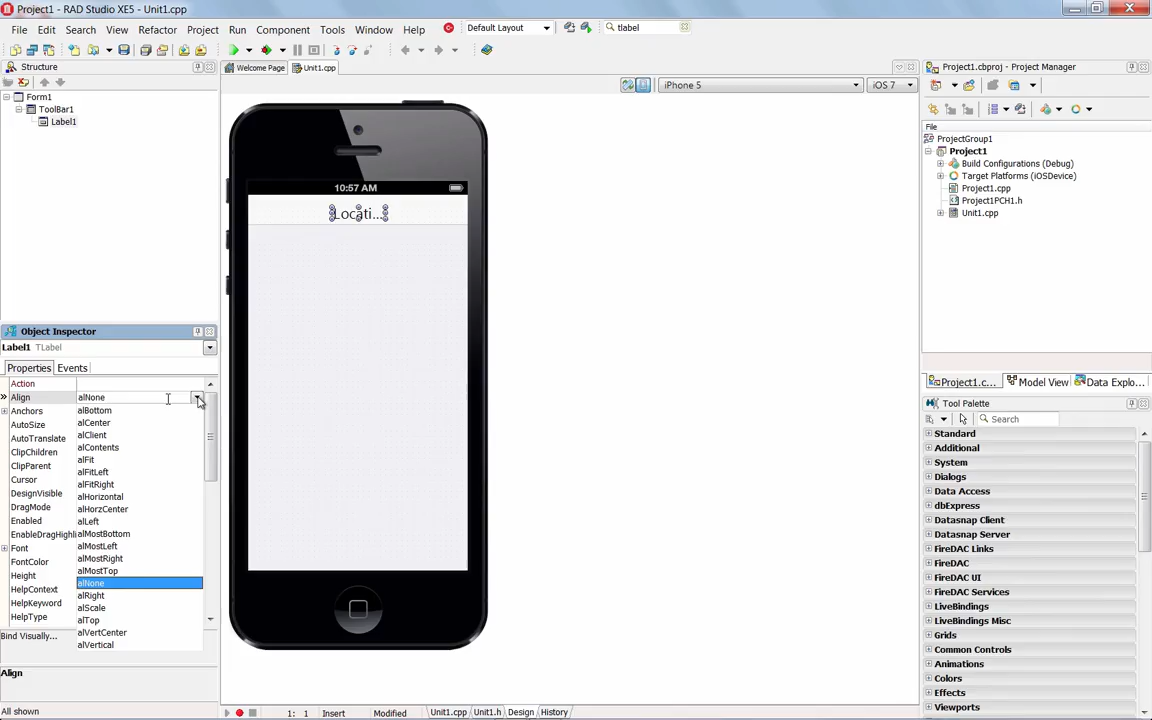 Project1 - RAD Studio XE5 - Unit1.cpp
File Edit Search View Refactor Project Run Component Tools Window Help
Default Layout
tlabel
Structure
Form1
ToolBar1
Label1
Welcome Page
Unit1.cpp
iPhone 5
iOS 7
10:57 AM
Locati...
Object Inspector
Label1 TLabel
Properties
Events
Action
Align alNone
Anchors
AutoSize
AutoTranslate
ClipChildren
ClipParent
Cursor
DesignVisible
DragMode
Enabled
EnableDragHighli
Font
FontColor
Height
HelpContext
HelpKeyword
HelpType
alBottom
alCenter
alClient
alContents
alFit
alFitLeft
alFitRight
alHorizontal
alHorzCenter
alLeft
alMostBottom
alMostLeft
alMostRight
alMostTop
alNone
alRight
alScale
alTop
alVertCenter
alVertical
Bind Visually...
Align
All shown
1: 1
Insert
Modified
Unit1.cpp
Unit1.h
Design
History
Project1.cbproj - Project Manager
File
ProjectGroup1
Project1
Build Configurations (Debug)
Target Platforms (iOSDevice)
Project1.cpp
Project1PCH1.h
Unit1.cpp
Project1.c...
Model View
Data Explo...
Tool Palette
Search
Standard
Additional
System
Dialogs
Data Access
dbExpress
Datasnap Client
Datasnap Server
FireDAC Links
FireDAC
FireDAC UI
FireDAC Services
LiveBindings
LiveBindings Misc
Grids
Common Controls
Animations
Colors
Effects
Viewports